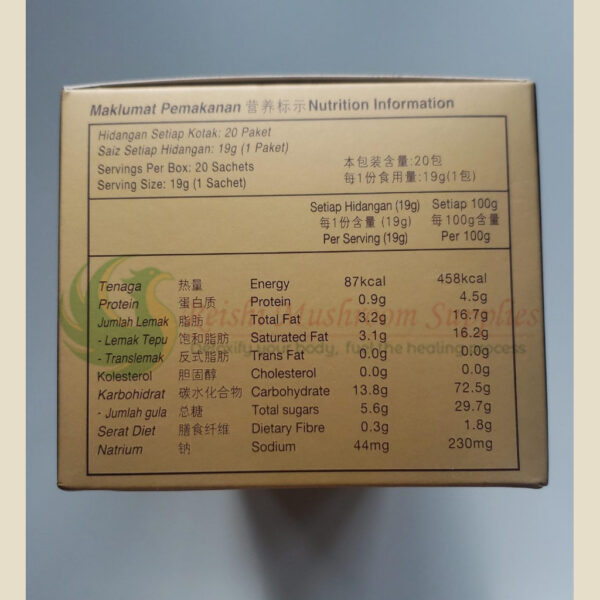 Maklumat Pemakanan 营养标示 Nutrition Information
Hidangan Setiap Kotak: 20 Paket
Saiz Setiap Hidangan: 19g (1 Paket)
Servings Per Box: 20 Sachets
Serving Size: 19g (1 Sachet)
本包装含量:20包
每1份食用量:19g(1包)
Setiap Hidangan (19g) Setiap 100g
每1份含量 (19g) 每100g含量
Per Serving (19g) Per 100g
Tenaga 热量 Energy 87kcal 458kcal
Protein 蛋白质 Protein 0.9g 4.5g
Jumlah Lemak 脂肪 Total Fat 3.2g 16.7g
- Lemak Tepu 饱和脂肪 Saturated Fat 3.1g 16.2g
- Translemak 反式脂肪 Trans Fat 0.0g 0.0g
Kolesterol 胆固醇 Cholesterol 0.0g 0.0g
Karbohidrat 碳水化合物 Carbohydrate 13.8g 72.5g
- Jumlah gula 总糖 Total sugars 5.6g 29.7g
Serat Diet 膳食纤维 Dietary Fibre 0.3g 1.8g
Natrium 钠 Sodium 44mg 230mg
Mushroom Supplies
your body, fuel the healing process